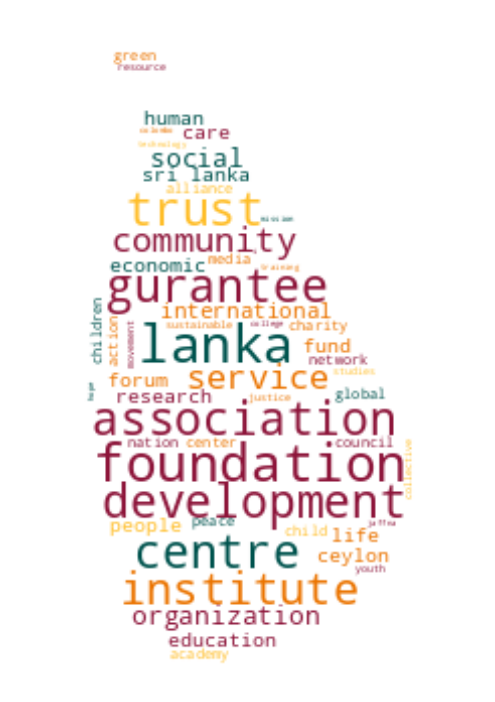 green
resource
human
colombo care
technology
social
sri lanka
alliance
trust mission
community
economic media training
gurantee
international
children action movement sustainable college charity
lanka fund
network
forum service studies
hope research justice global
association
nation center council
foundation collective
development
people peace jaffna
child life
centre ceylon
youth
institute
organization
education
academy